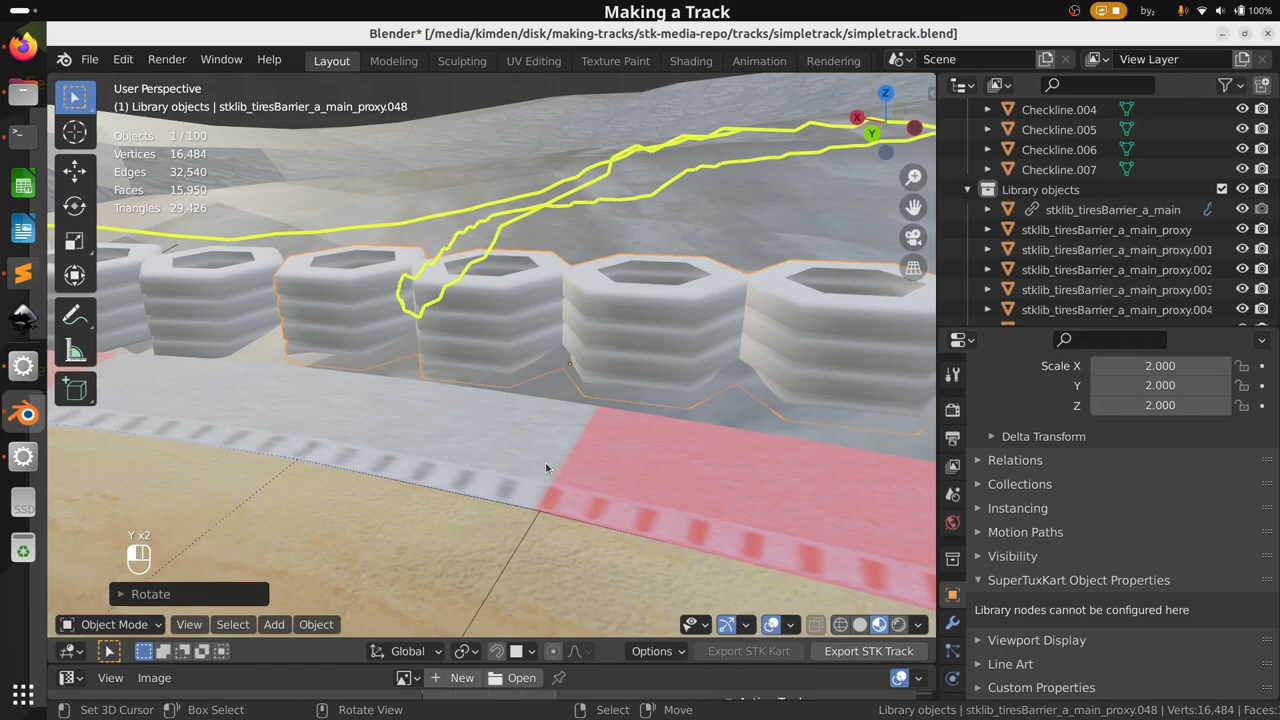 Making a Track
by₂
100%
Blender* [/media/kimden/disk/making-tracks/stk-media-repo/tracks/simpletrack/simpletrack.blend]
File Edit Render Window Help Layout Modeling Sculpting UV Editing Texture Paint Shading Animation Rendering Scene View Layer
User Perspective
(1) Library objects | stklib_tiresBarrier_a_main_proxy.048
Objects 1 / 100
Vertices 16,484
Edges 32,540
Faces 15,950
Triangles 29,426
Z
X
Y
Checkline.004
Checkline.005
Checkline.006
Checkline.007
Library objects
stklib_tiresBarrier_a_main
stklib_tiresBarrier_a_main_proxy
stklib_tiresBarrier_a_main_proxy.001
stklib_tiresBarrier_a_main_proxy.002
stklib_tiresBarrier_a_main_proxy.003
stklib_tiresBarrier_a_main_proxy.004
Scale X 2.000
Y 2.000
Z 2.000
Delta Transform
Relations
Collections
Instancing
Motion Paths
Visibility
SuperTuxKart Object Properties
Library nodes cannot be configured here
Viewport Display
Line Art
Custom Properties
SSD
Y x2
Rotate
Object Mode View Select Add Object
Global Options Export STK Kart Export STK Track
View Image New Open
Set 3D Cursor Box Select Rotate View Select Move Library objects | stklib_tiresBarrier_a_main_proxy.048 | Verts:16,484 | Faces: